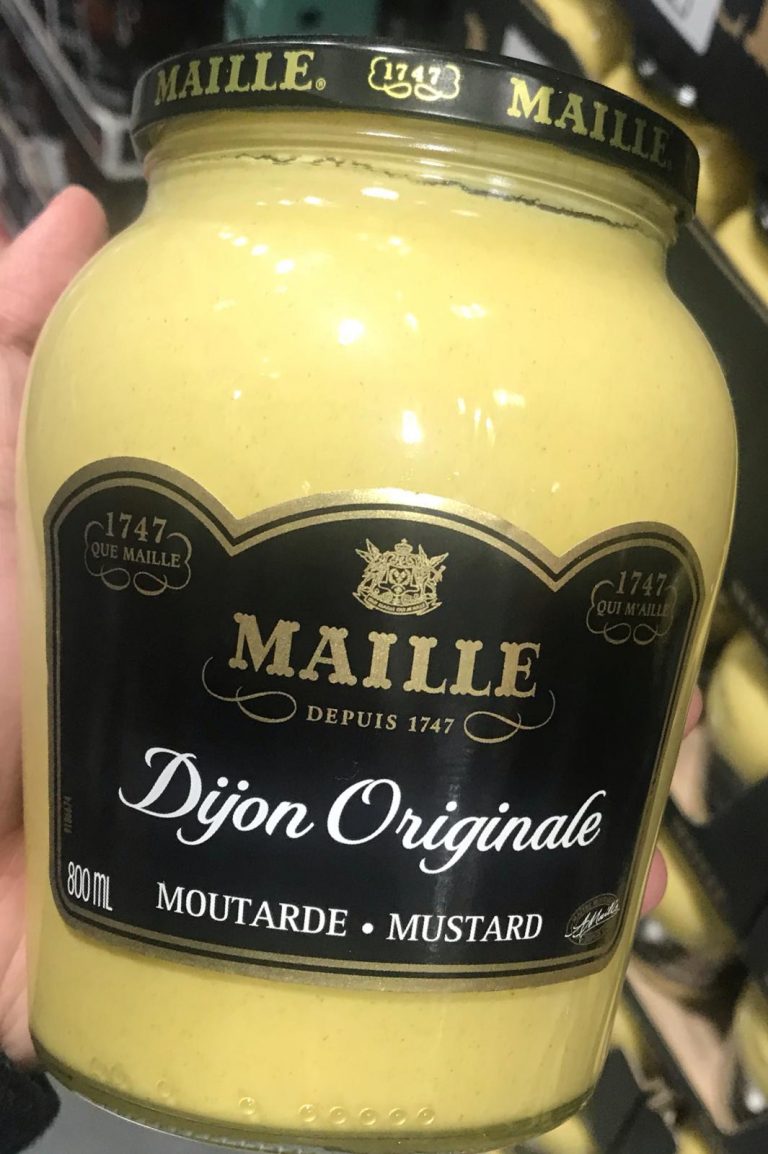 MAILLE® 1747 MAILLE
1747
QUE MAILLE
1747
QUI M'AILLE
MAILLE
DEPUIS 1747
Dijon Originale
800 mL
MOUTARDE • MUSTARD